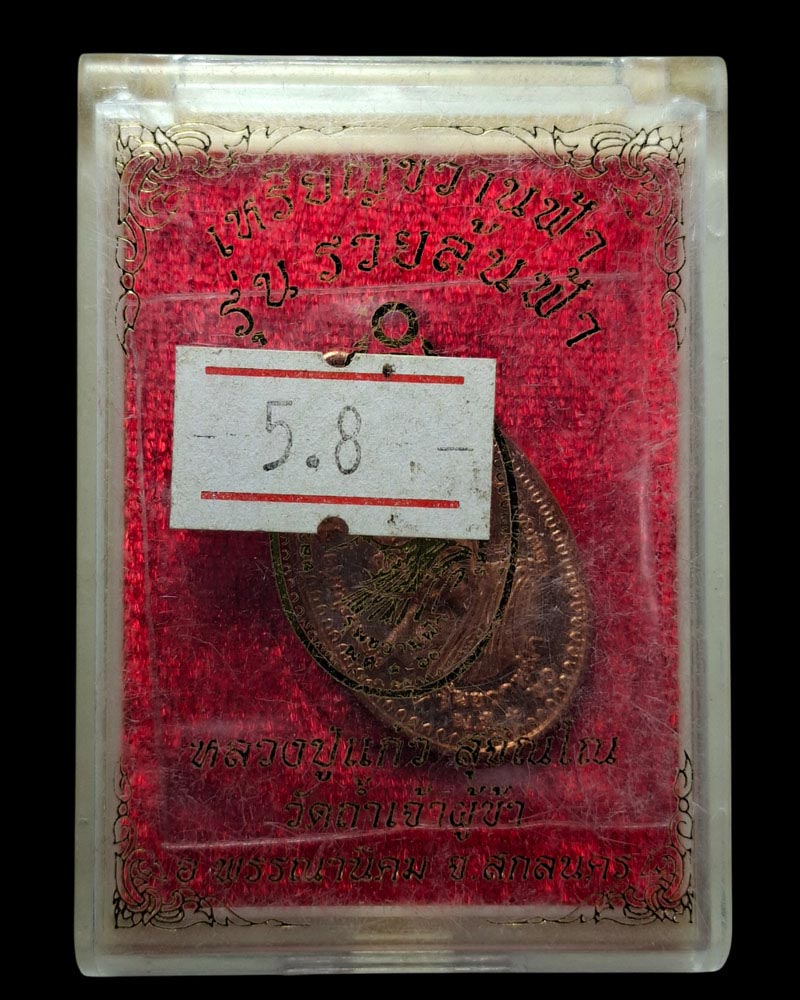 เหรียญขวานฟ้า
รุ่น รวยล้นฟ้า
5.8
หลวงปู่แก้ว สุจิณโณ
วัดถ้ำเจ้าผู้ข้า
อ.พรรณานิคม จ.สกลนคร